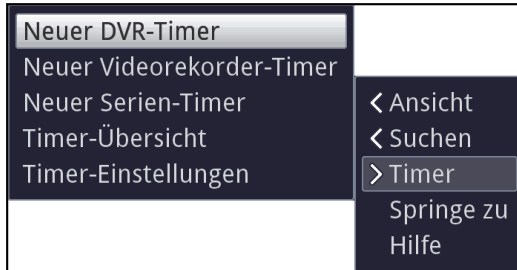 Neuer DVR-Timer
Neuer Videorekorder-Timer
Neuer Serien-Timer
Timer-Übersicht
Timer-Einstellungen
Ansicht
Suchen
Timer
Springe zu
Hilfe